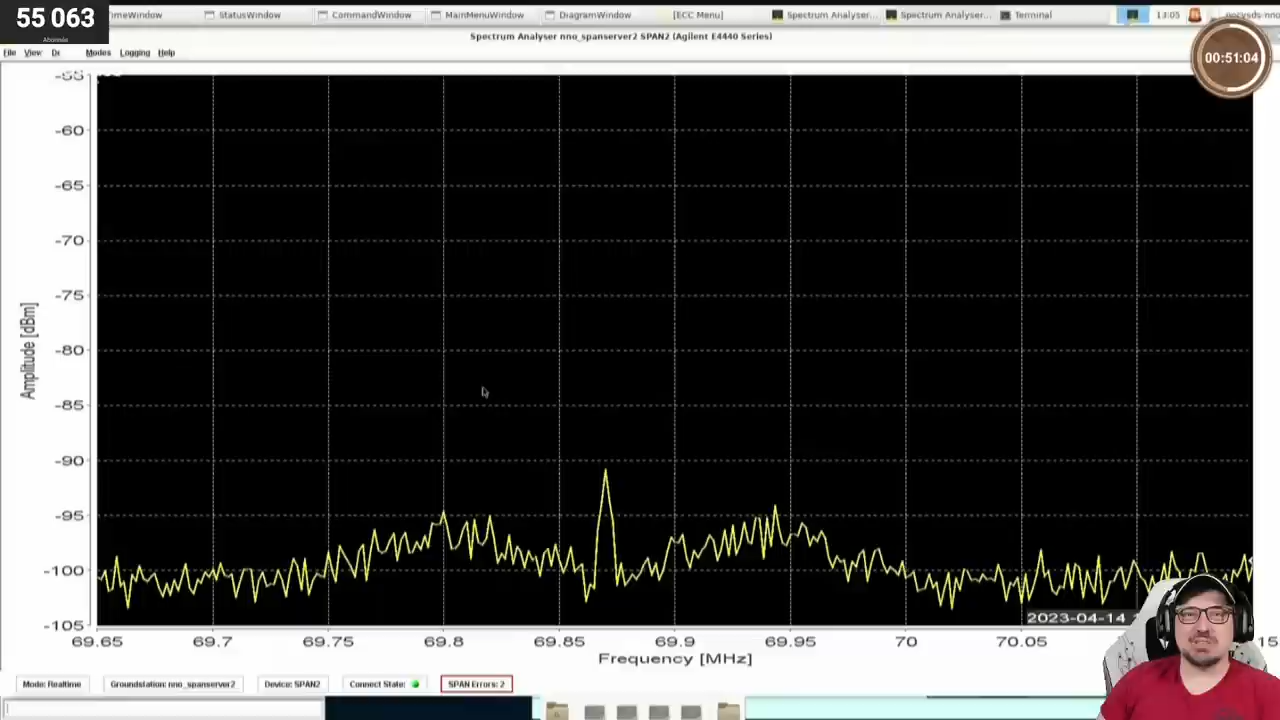 55 063
Abonnés
meWindow
StatusWindow
CommandWindow
MainMenuWindow
DiagramWindow
[ECC Menu]
Spectrum Analyser...
Spectrum Analyser...
Terminal
13:05
Spectrum Analyser nno_spanserver2 SPAN2 (Agilent E4440 Series)
00:51:04
File View Modes Logging Help
-55
-60
-65
-70
-75
-80
-85
-90
-95
-100
-105
Amplitude [dBm]
2023-04-14
69.65 69.7 69.75 69.8 69.85 69.9 69.95 70 70.05 15
Frequency [MHz]
Mode: Realtime
Groundstation: nno_spanserver2
Device: SPAN2
Connect State:
SPAN Errors: 2